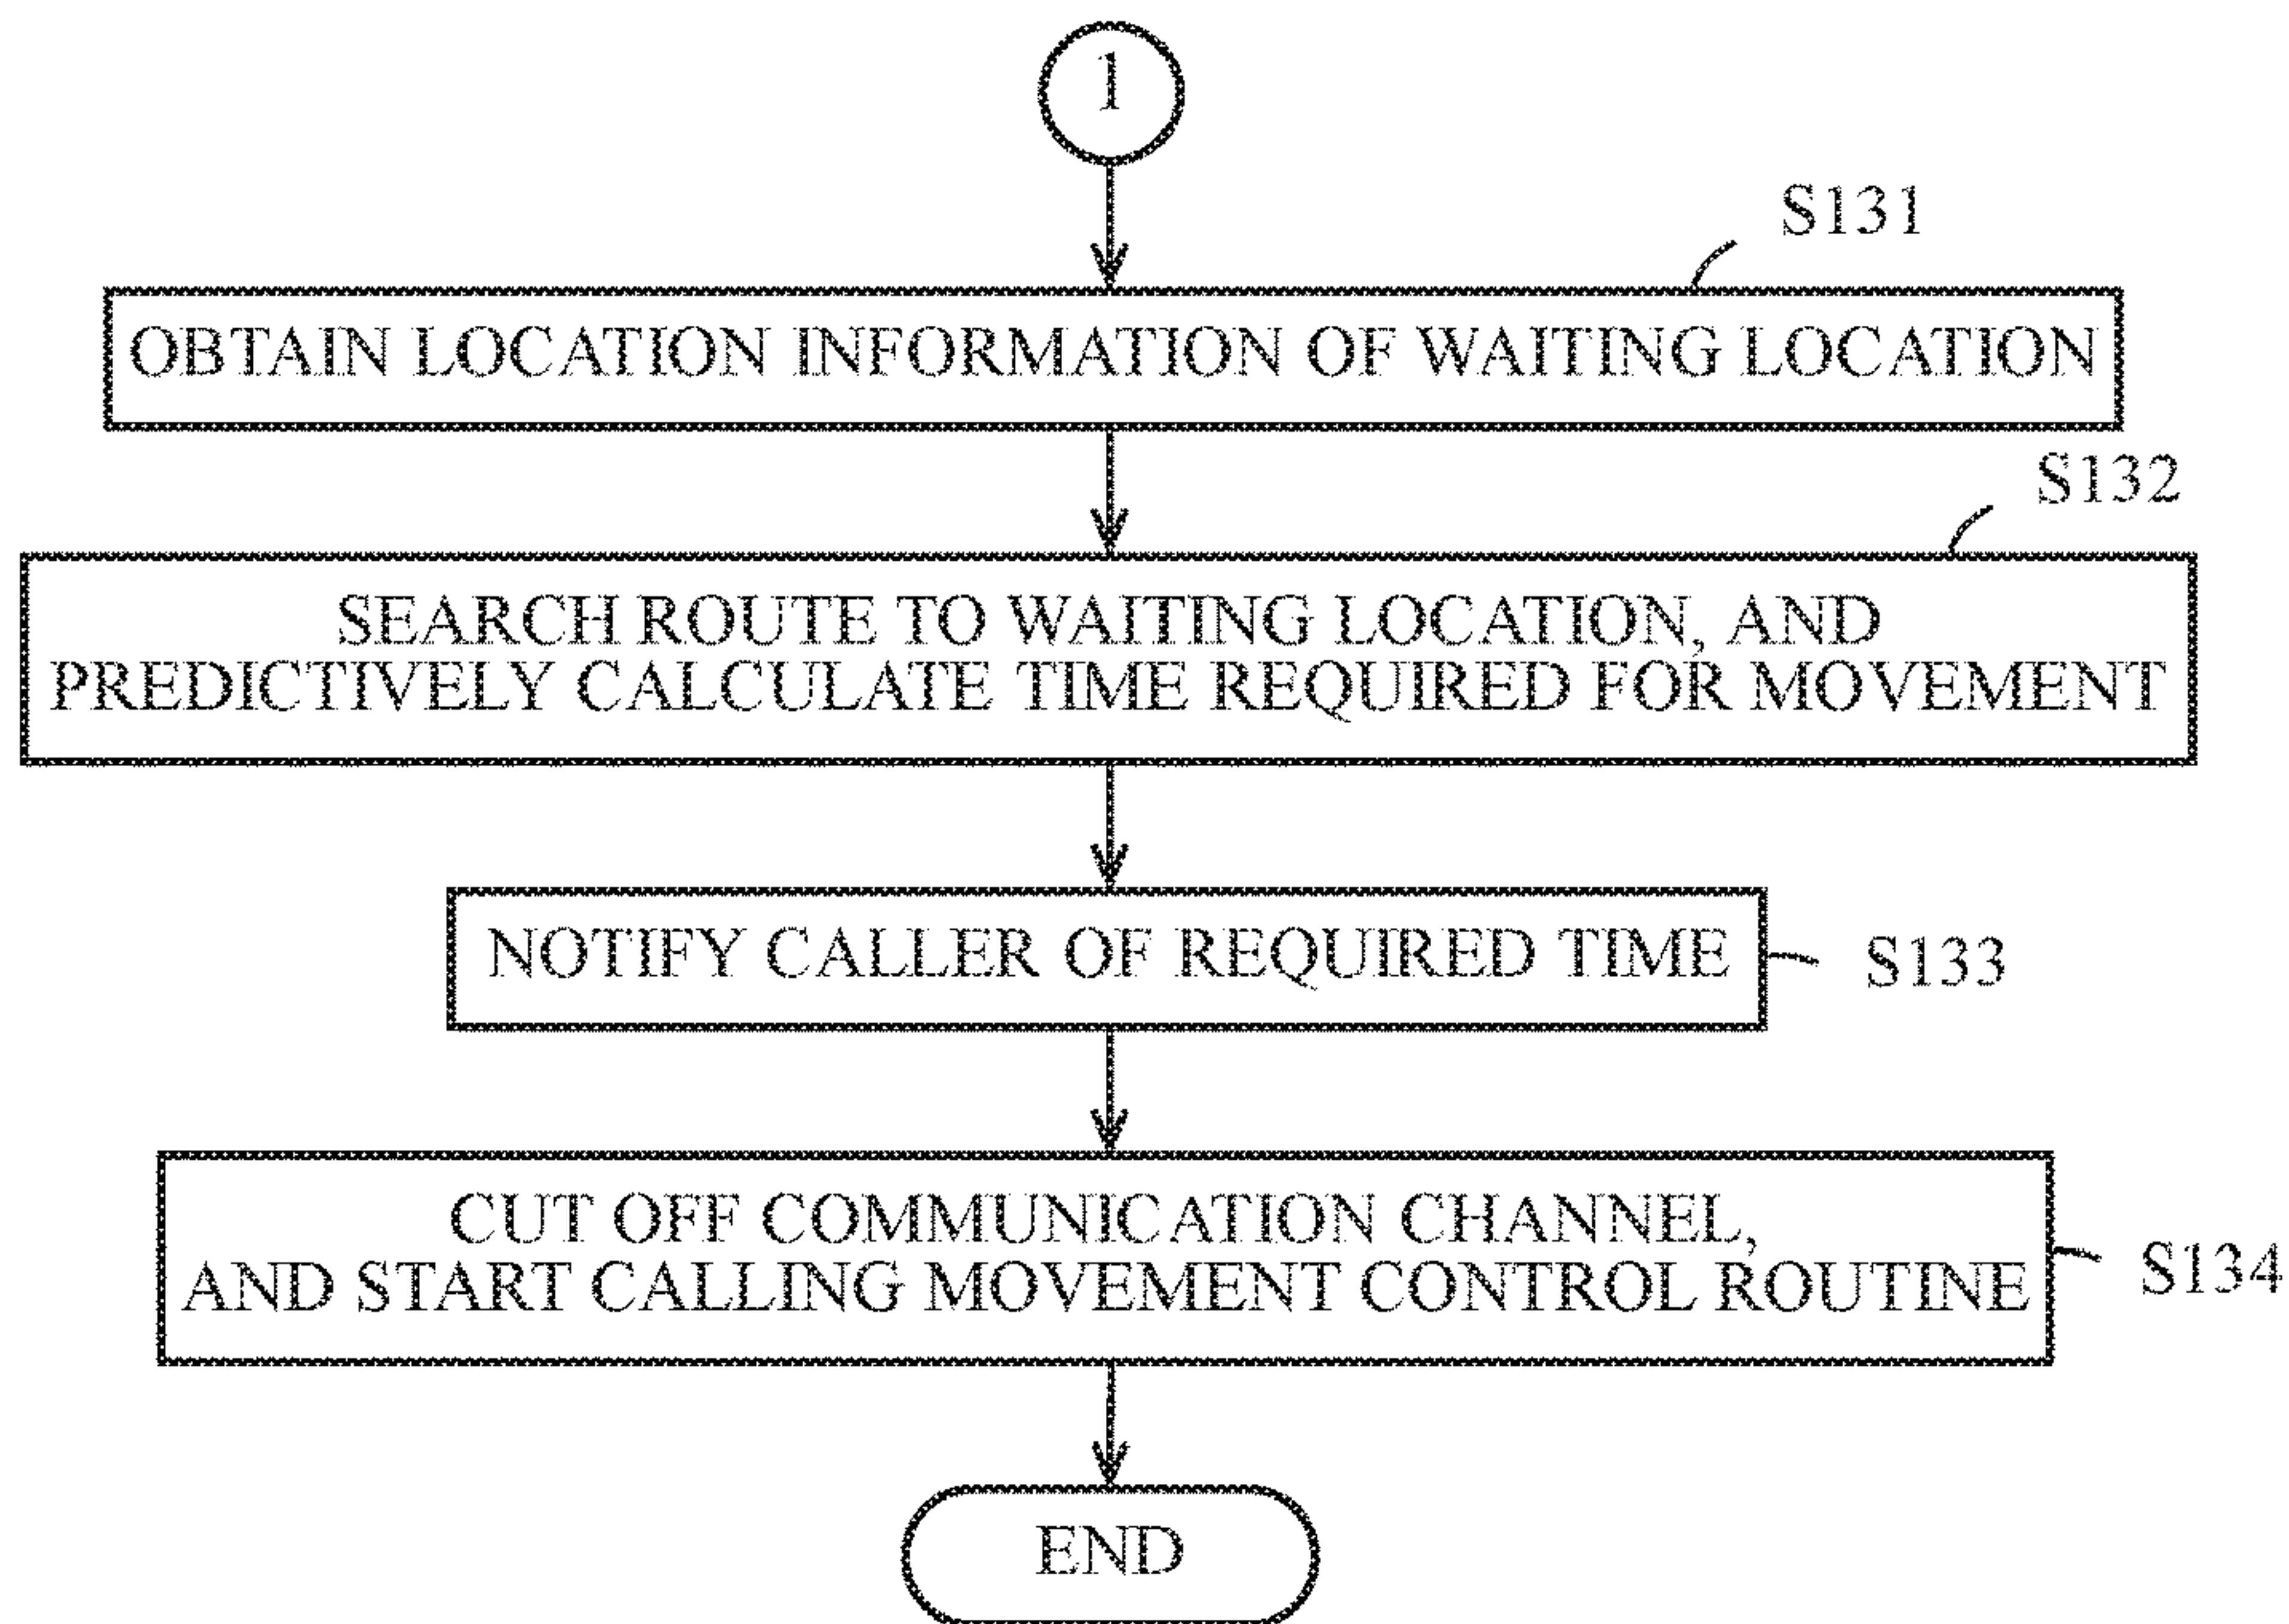 1
S131
OBTAIN LOCATION INFORMATION OF WAITING LOCATION
S132
SEARCH ROUTE TO WAITING LOCATION, AND
PREDICTIVELY CALCULATE TIME REQUIRED FOR MOVEMENT
NOTIFY CALLER OF REQUIRED TIME
S133
CUT OFF COMMUNICATION CHANNEL,
AND START CALLING MOVEMENT CONTROL ROUTINE
S134
END